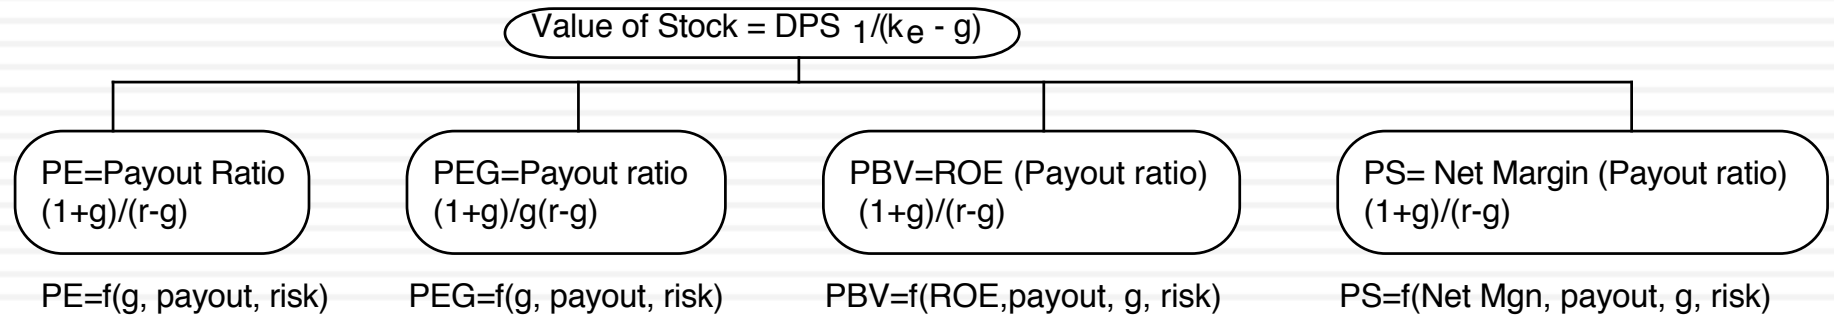 Value of Stock = DPS 1/(ke - g)
PE=Payout Ratio
(1+g)/(r-g)
PEG=Payout ratio
(1+g)/g(r-g)
PBV=ROE (Payout ratio)
(1+g)/(r-g)
PS= Net Margin (Payout ratio)
(1+g)/(r-g)
PE=f(g, payout, risk)
PEG=f(g, payout, risk)
PBV=f(ROE,payout, g, risk)
PS=f(Net Mgn, payout, g, risk)